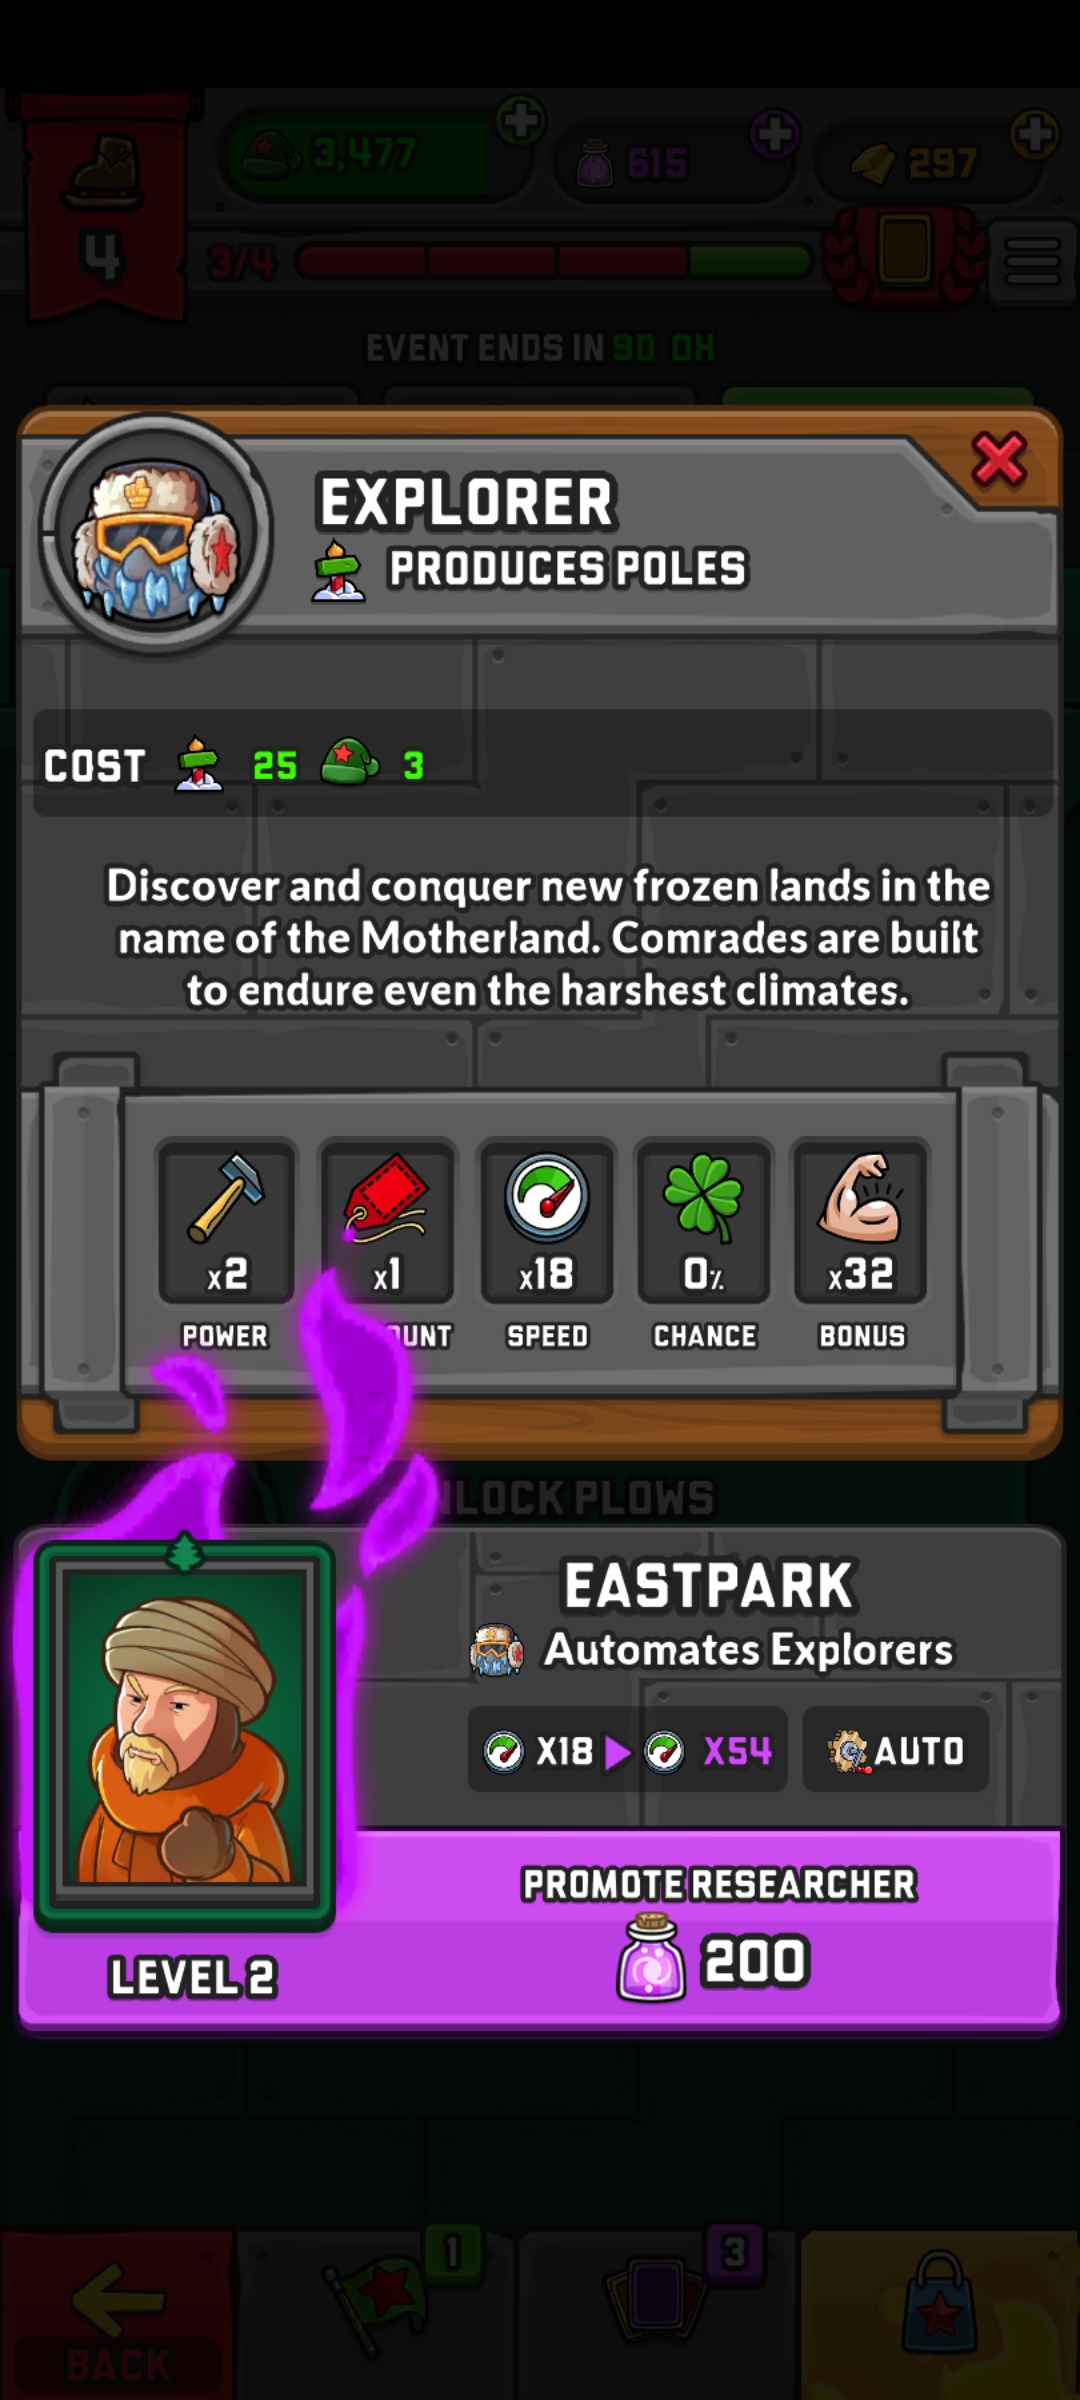 3,477
615
297
4
3/4
EVENT ENDS IN 9D 0H
EXPLORER
PRODUCES POLES
COST 25 3
Discover and conquer new frozen lands in the
name of the Motherland. Comrades are built
to endure even the harshest climates.
x2 x1 x18 0% x32
POWER OUNT SPEED CHANCE BONUS
NLOCK PLOWS
EASTPARK
Automates Explorers
X18 X54 AUTO
PROMOTE RESEARCHER
200
LEVEL 2
1
3
BACK